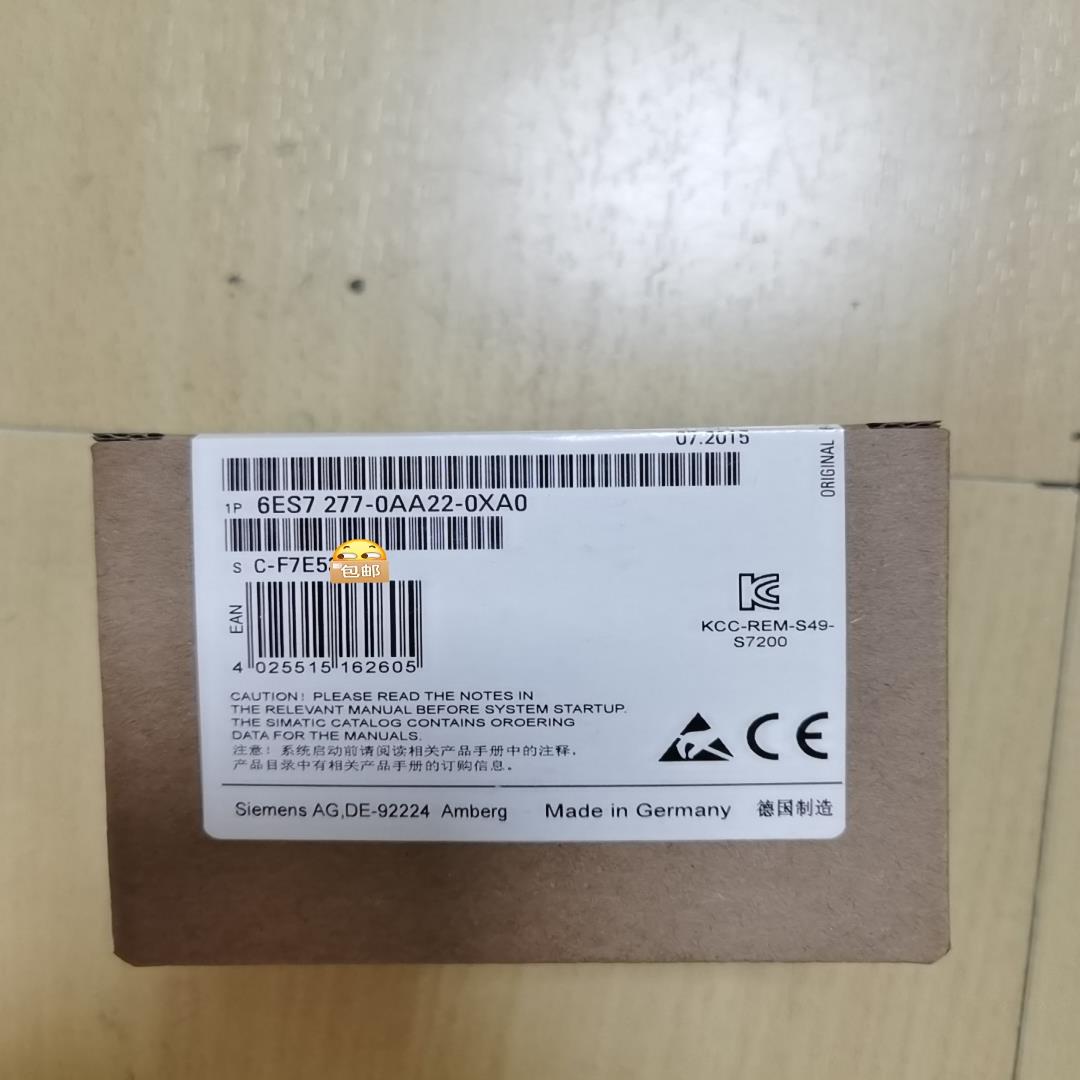 07.2015
1P 6ES7 277-0AA22-0XA0
S C-F7E5
包邮
EAN
4 025515 162605
ORIGINAL
KCC-REM-S49-
S7200
CAUTION! PLEASE READ THE NOTES IN
THE RELEVANT MANUAL BEFORE SYSTEM STARTUP.
THE SIMATIC CATALOG CONTAINS ORDERING
DATA FOR THE MANUALS.
注意! 系统启动前请阅读相关产品手册中的注释,
产品目录中有相关产品手册的订购信息。
CE
Siemens AG,DE-92224 Amberg Made in Germany 德国制造